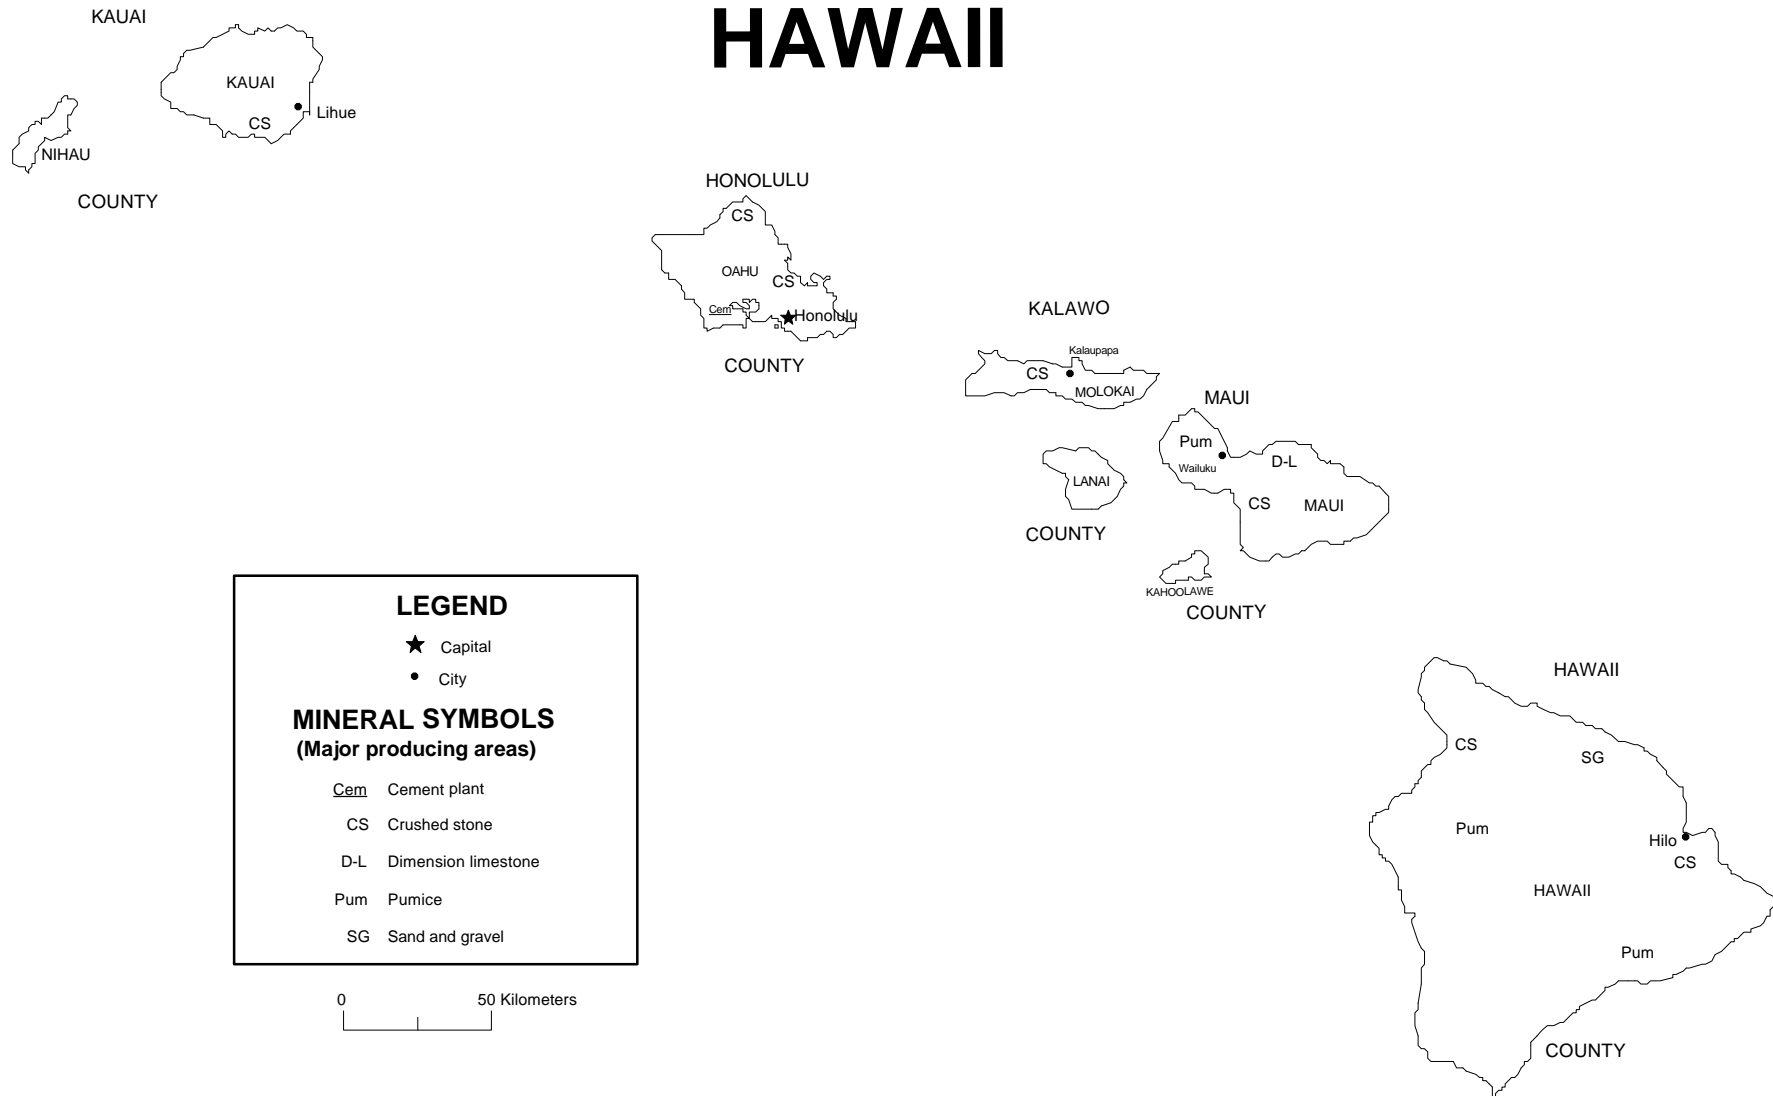 HAWAII
KAUAI
KAUAI
Lihue
CS
NIHAU
COUNTY
HONOLULU
CS
OAHU
CS
Cem
Honolulu
COUNTY
KALAWO
Kalaupapa
CS
MOLOKAI
MAUI
Pum
D-L
Wailuku
LANAI
CS
MAUI
COUNTY
KAHOOLAWE
COUNTY
HAWAII
CS
SG
Pum
Hilo
CS
HAWAII
Pum
COUNTY
LEGEND
Capital
City
MINERAL SYMBOLS
(Major producing areas)
Cem Cement plant
CS Crushed stone
D-L Dimension limestone
Pum Pumice
SG Sand and gravel
0 50 Kilometers